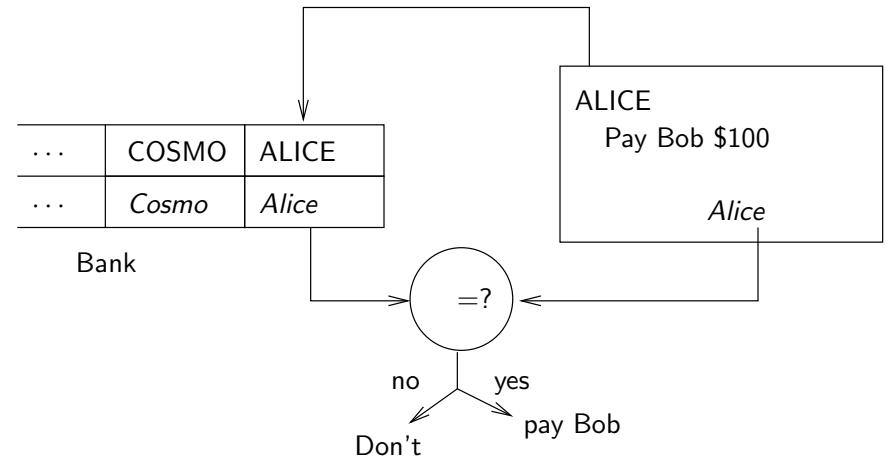 ALICE
Pay Bob $100
Alice
... COSMO ALICE
... Cosmo Alice
Bank
=?
no yes
Don't pay Bob